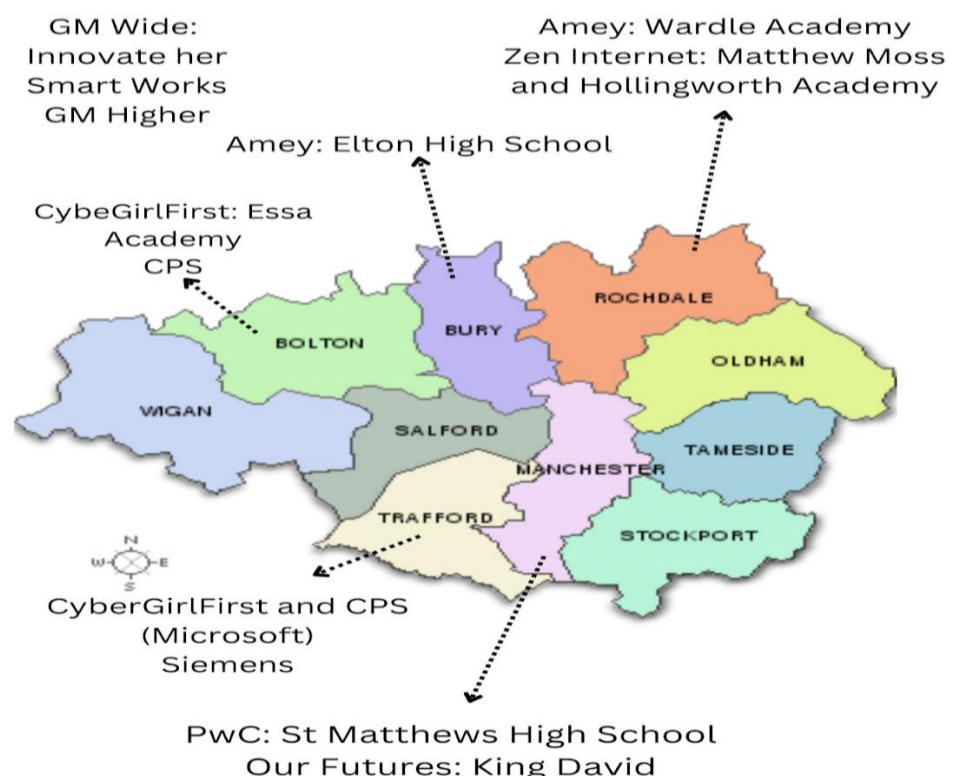 GM Wide:
Innovate her
Smart Works
GM Higher
Amey: Wardle Academy
Zen Internet: Matthew Moss
and Hollingworth Academy
Amey: Elton High School
CybeGirlFirst: Essa
Academy
CPS
ROCHDALE
BURY
BOLTON
OLDHAM
WIGAN
SALFORD
TAMESIDE
MANCHESTER
TRAFFORD
STOCKPORT
N
W E
S
CyberGirlFirst and CPS
(Microsoft)
Siemens
PwC: St Matthews High School
Our Futures: King David